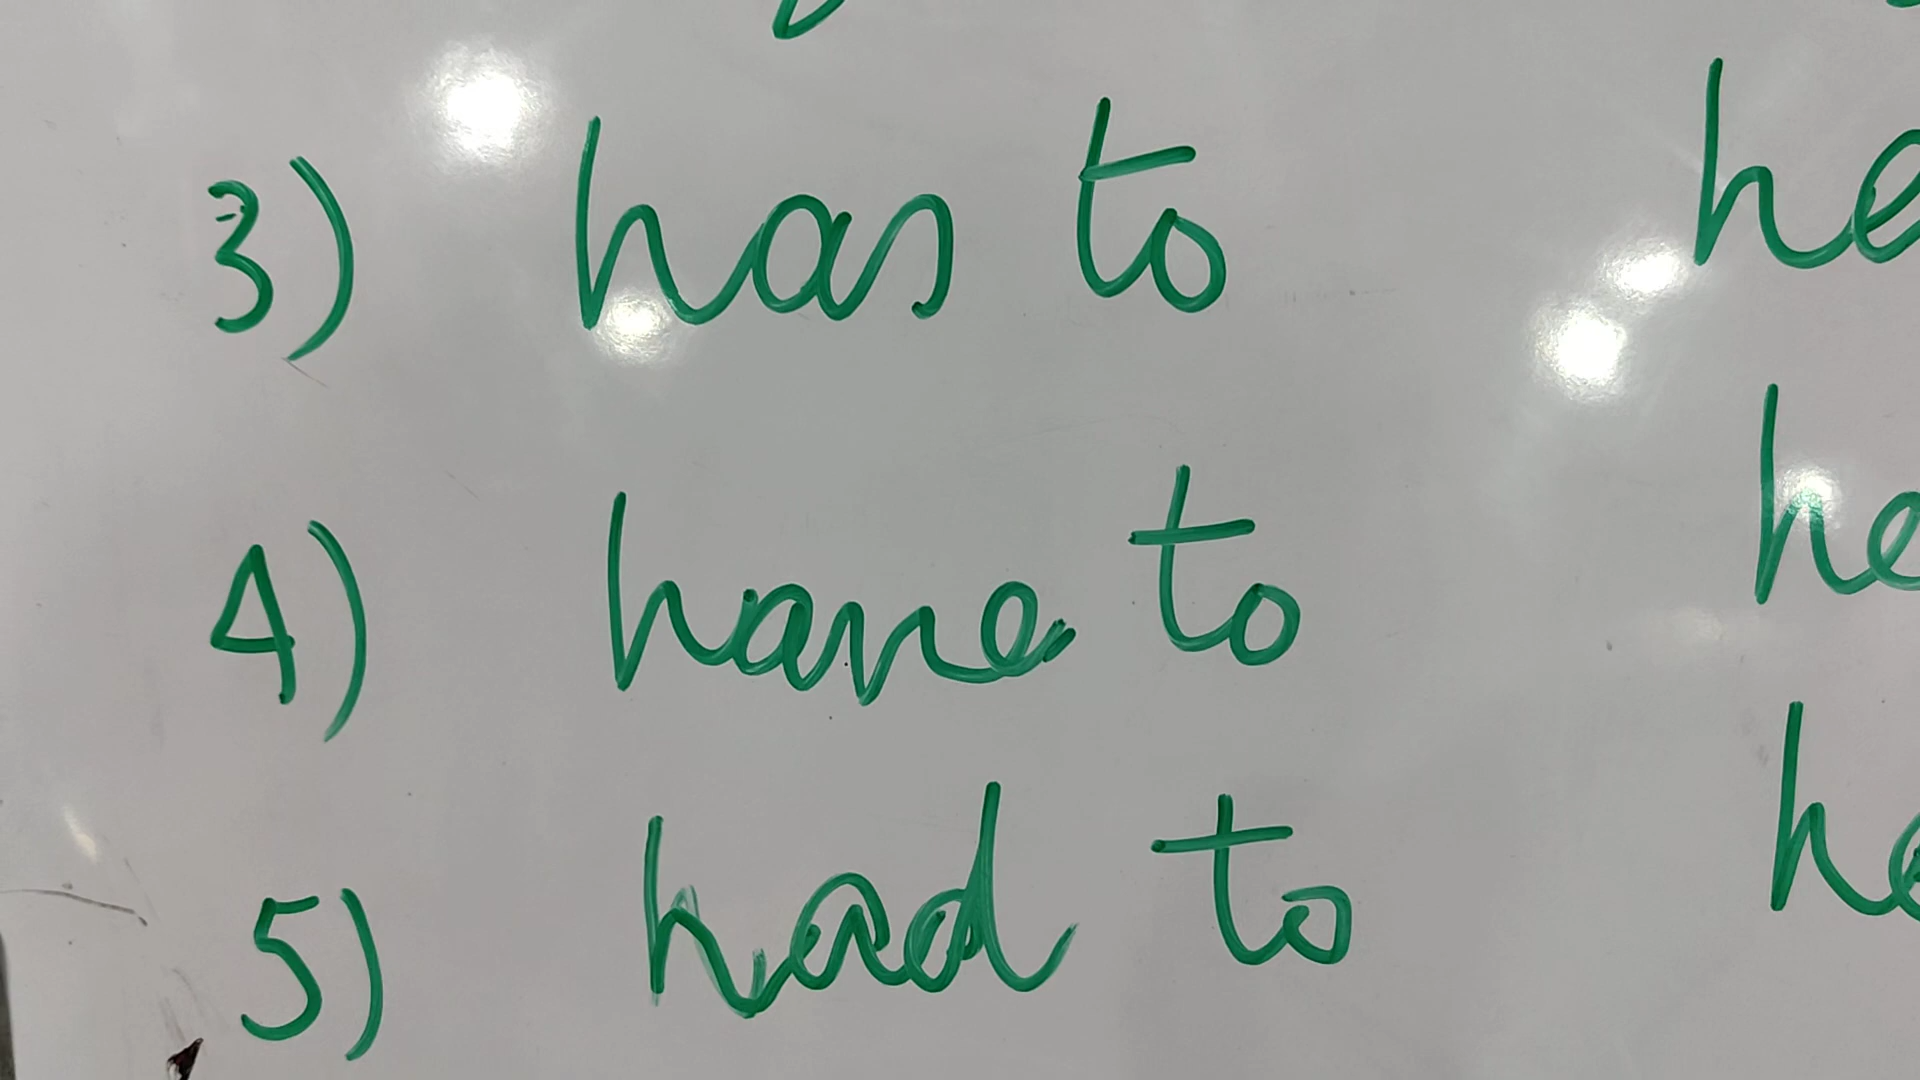 3) has to
4) have to
5) had to